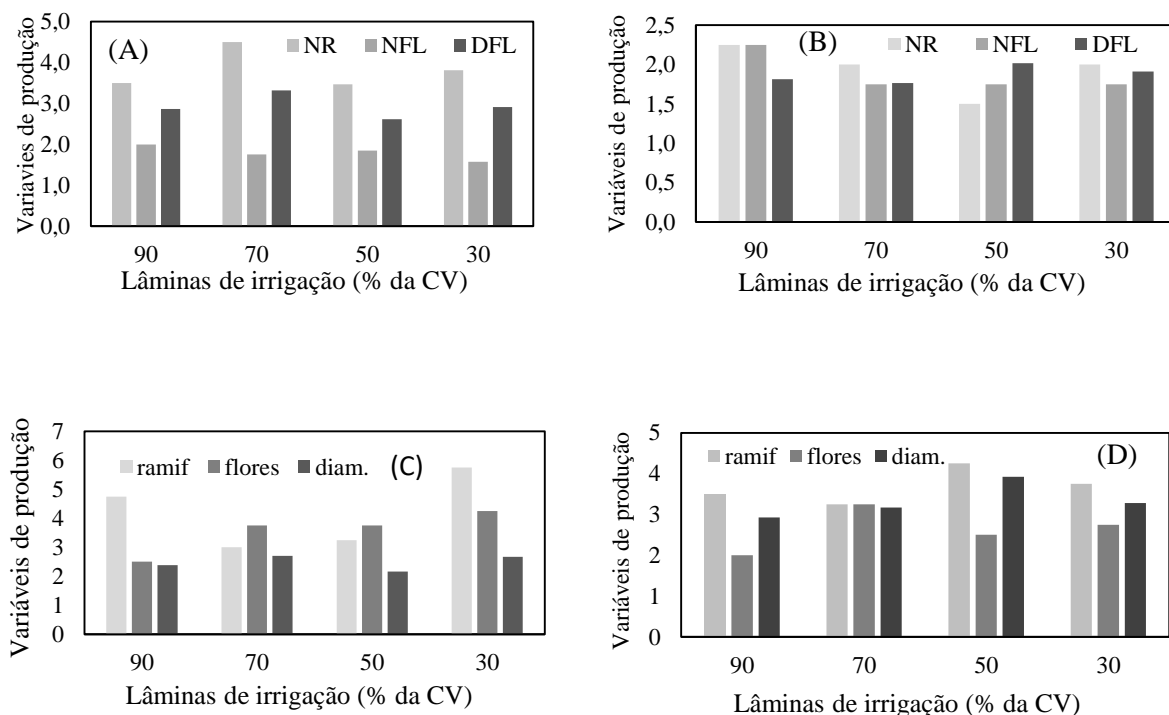 (A)
NR NFL DFL
Variavies de produção
5,0
4,0
3,0
2,0
1,0
0,0
90 70 50 30
Lâminas de irrigação (% da CV)
(B)
NR NFL DFL
Variáveis de produção
2,5
2,0
1,5
1,0
0,5
0,0
90 70 50 30
Lâminas de irrigação (% da CV)
ramif flores diam. (C)
Variáveis de produção
7
6
5
4
3
2
1
0
90 70 50 30
Lâminas de irrigação (% da CV)
ramif flores diam. (D)
Variáveis de produção
5
4
3
2
1
0
90 70 50 30
Lâminas de irrigação (% da CV)